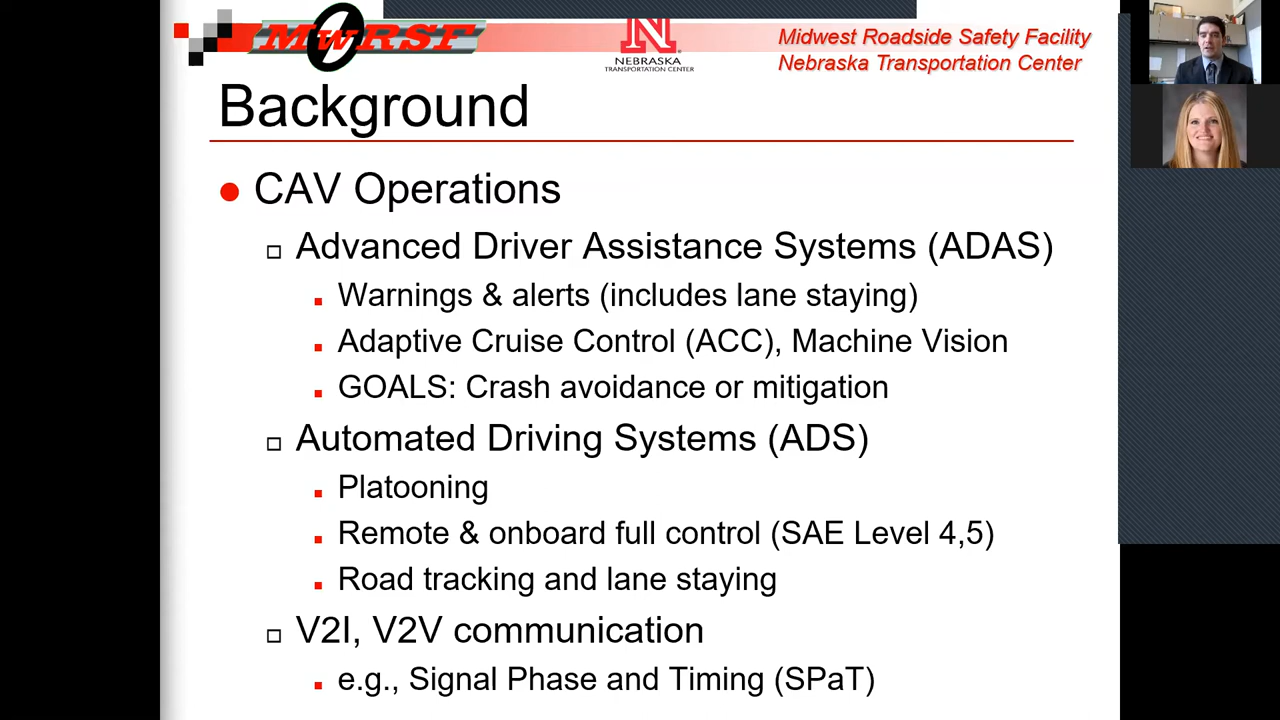 MwRSF
N
NEBRASKA
TRANSPORTATION CENTER
Midwest Roadside Safety Facility
Nebraska Transportation Center
Background
CAV Operations
Advanced Driver Assistance Systems (ADAS)
Warnings & alerts (includes lane staying)
Adaptive Cruise Control (ACC), Machine Vision
GOALS: Crash avoidance or mitigation
Automated Driving Systems (ADS)
Platooning
Remote & onboard full control (SAE Level 4,5)
Road tracking and lane staying
V2I, V2V communication
e.g., Signal Phase and Timing (SPaT)